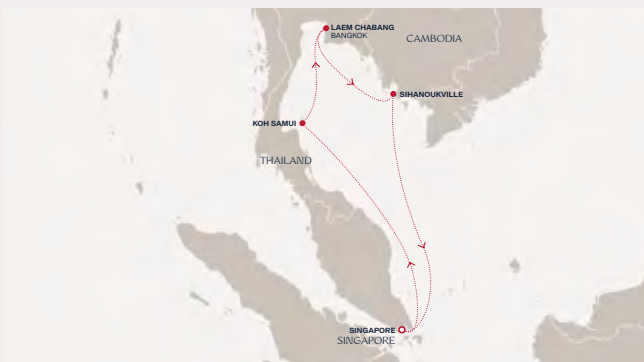 LAEM CHABANG
BANGKOK
CAMBODIA
SIHANOUKVILLE
KOH SAMUI
THAILAND
SINGAPORE
SINGAPORE